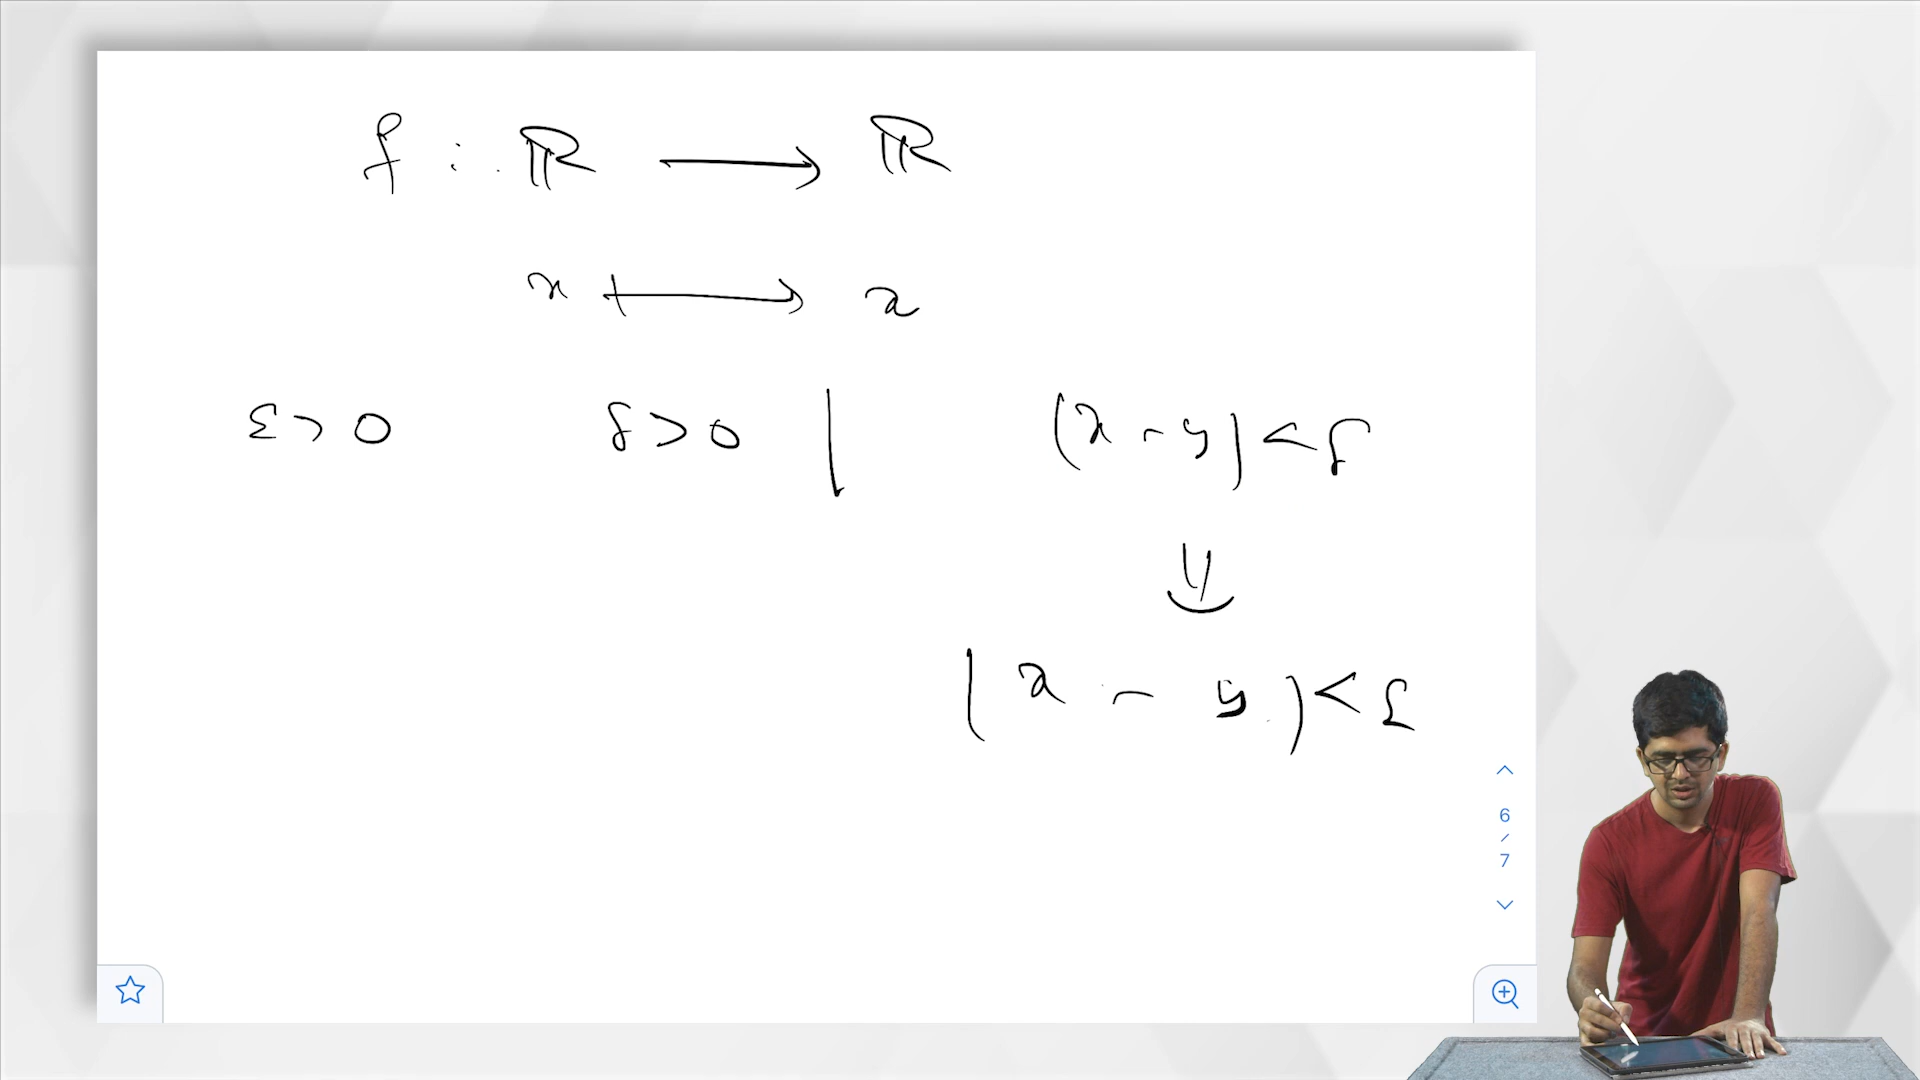 f : ℝ ⟶ ℝ
x ⟼ x
ε > 0 δ > 0 | |x - y| < δ
⇓
|x - y| < ε
6
/
7